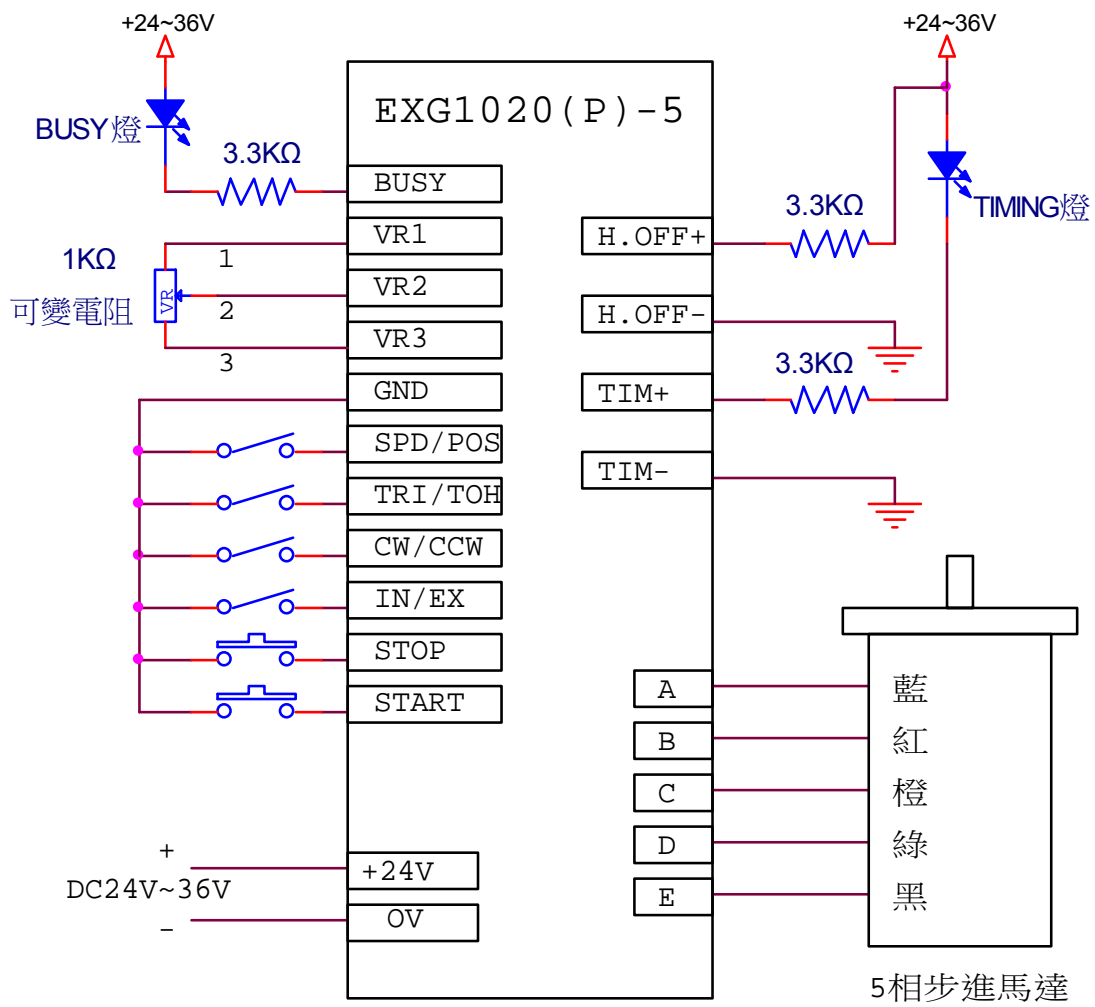 +24~36V
BUSY燈
3.3KΩ
1KΩ
可變電阻
VR
1
2
3
EXG1020(P)-5
BUSY
VR1
VR2
VR3
GND
SPD/POS
TRI/TOH
CW/CCW
IN/EX
STOP
START
+
DC24V~36V
-
+24V
0V
+24~36V
3.3KΩ
TIMING燈
H.OFF+
H.OFF-
3.3KΩ
TIM+
TIM-
A
B
C
D
E
藍
紅
橙
綠
黑
5相步進馬達